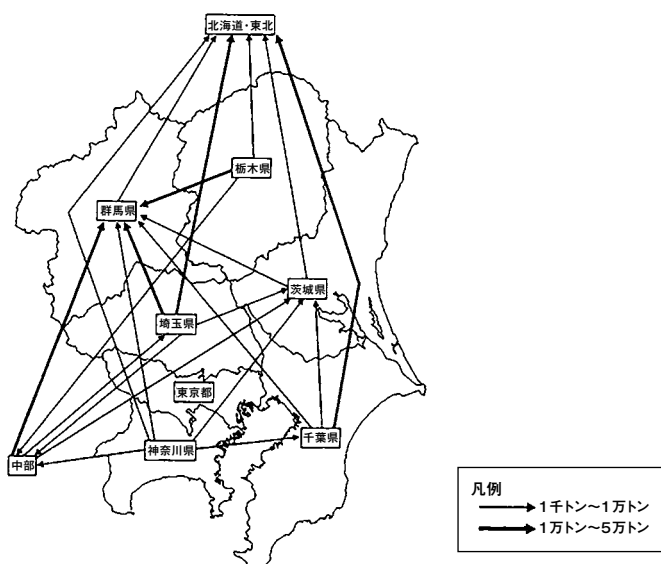 北海道・東北
栃木県
群馬県
茨城県
埼玉県
東京都
千葉県
神奈川県
中部
凡例
1千トン～1万トン
1万トン～5万トン